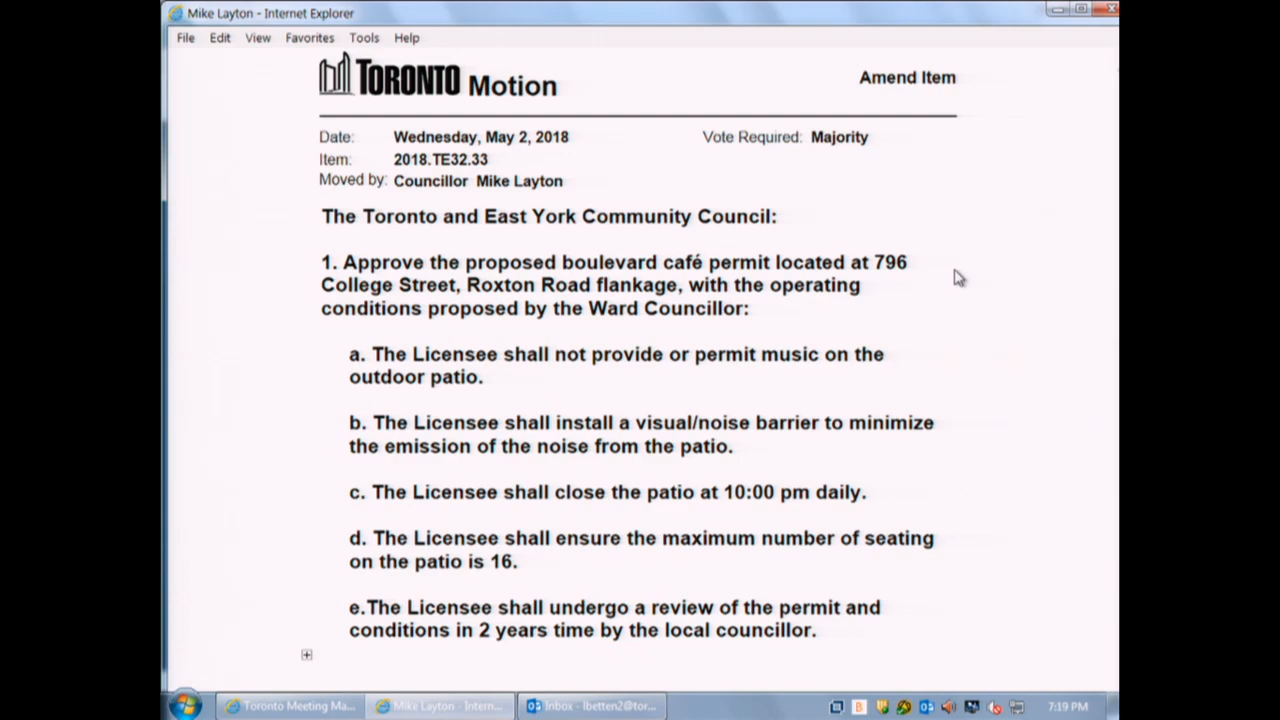 Mike Layton - Internet Explorer
File Edit View Favorites Tools Help
TORONTO Motion
Amend Item
Date: Wednesday, May 2, 2018
Vote Required: Majority
Item: 2018.TE32.33
Moved by: Councillor Mike Layton
The Toronto and East York Community Council:
1. Approve the proposed boulevard café permit located at 796
College Street, Roxton Road flankage, with the operating
conditions proposed by the Ward Councillor:
a. The Licensee shall not provide or permit music on the
outdoor patio.
b. The Licensee shall install a visual/noise barrier to minimize
the emission of the noise from the patio.
c. The Licensee shall close the patio at 10:00 pm daily.
d. The Licensee shall ensure the maximum number of seating
on the patio is 16.
e.The Licensee shall undergo a review of the permit and
conditions in 2 years time by the local councillor.
Toronto Meeting Ma... Mike Layton - Intern... Inbox - lbetten2@tor... 7:19 PM